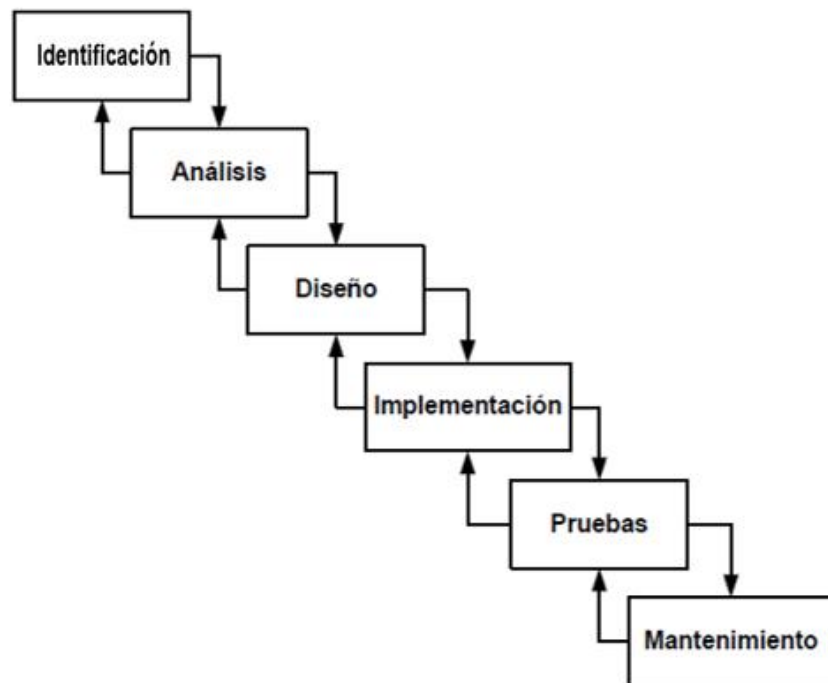 Identificación
Análisis
Diseño
Implementación
Pruebas
Mantenimiento